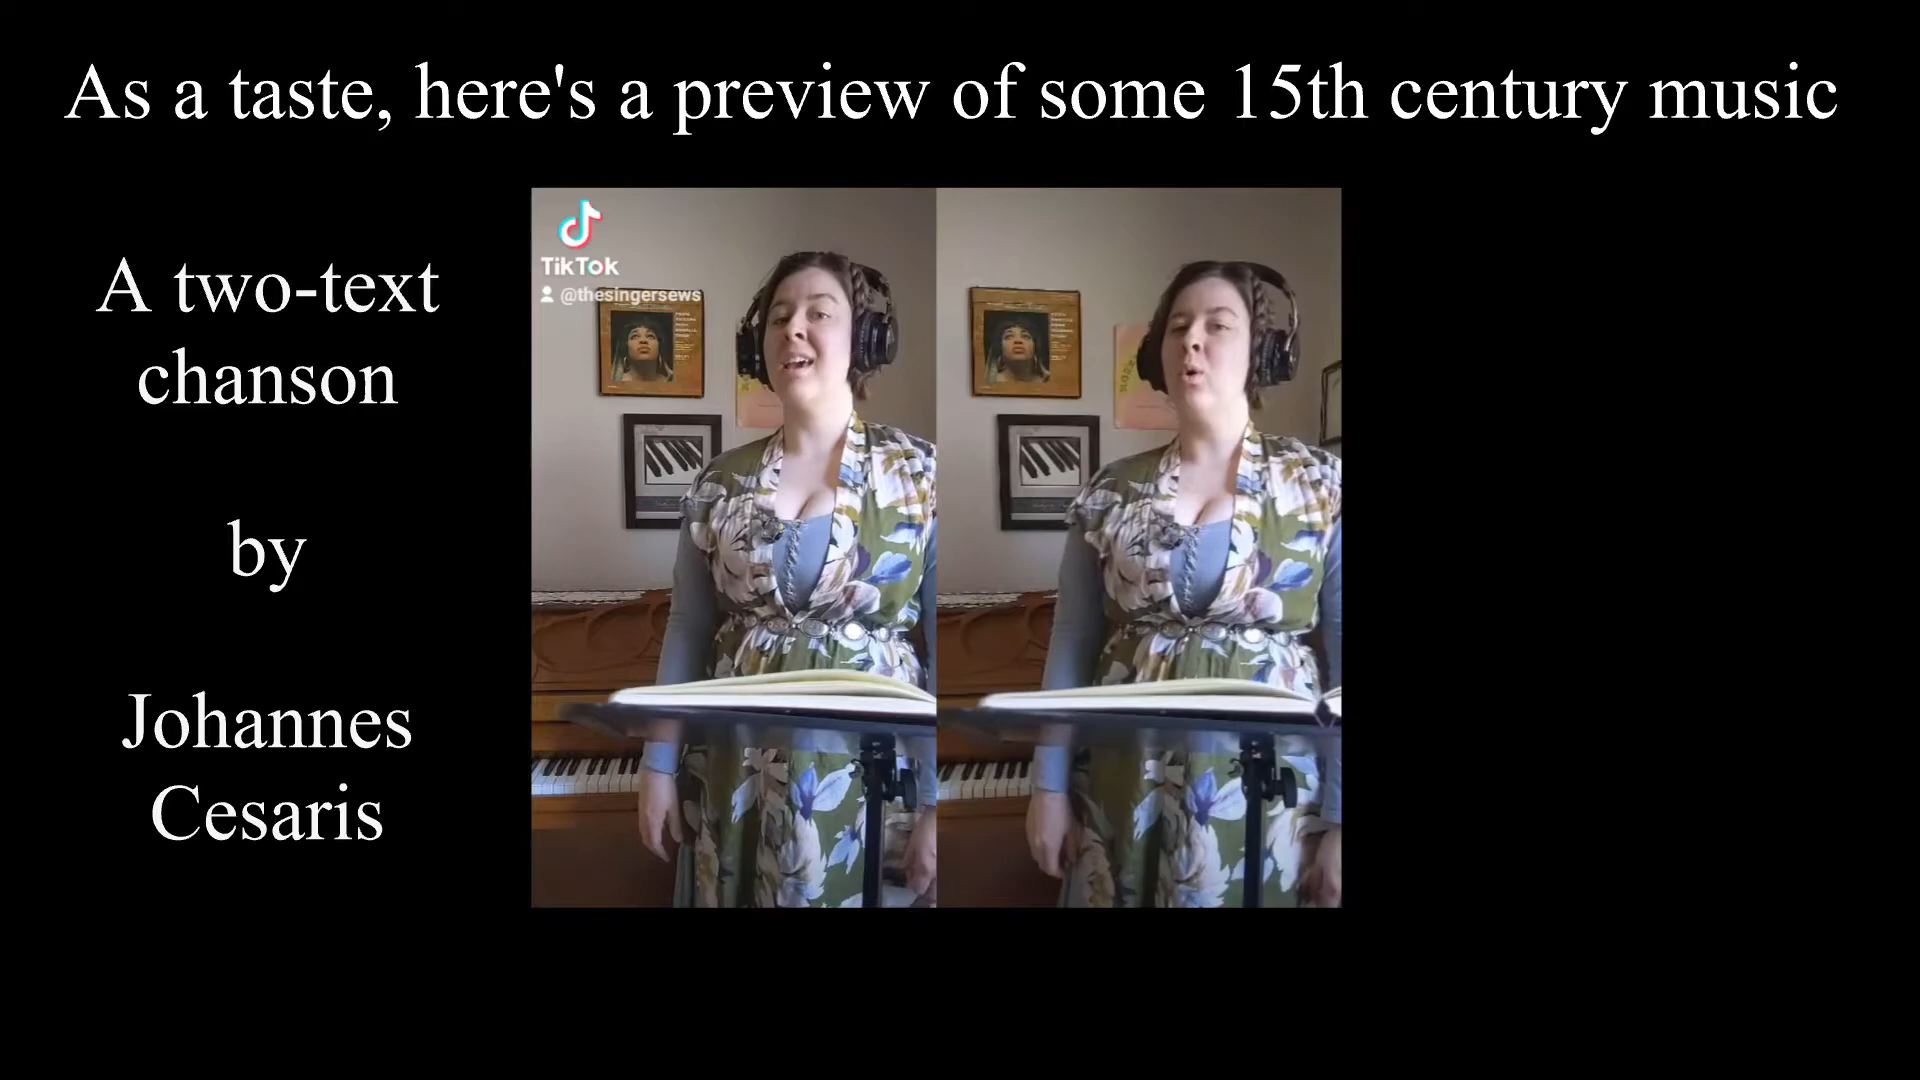 As a taste, here's a preview of some 15th century music
A two-text
chanson
by
Johannes
Cesaris
TikTok
@thesingersews